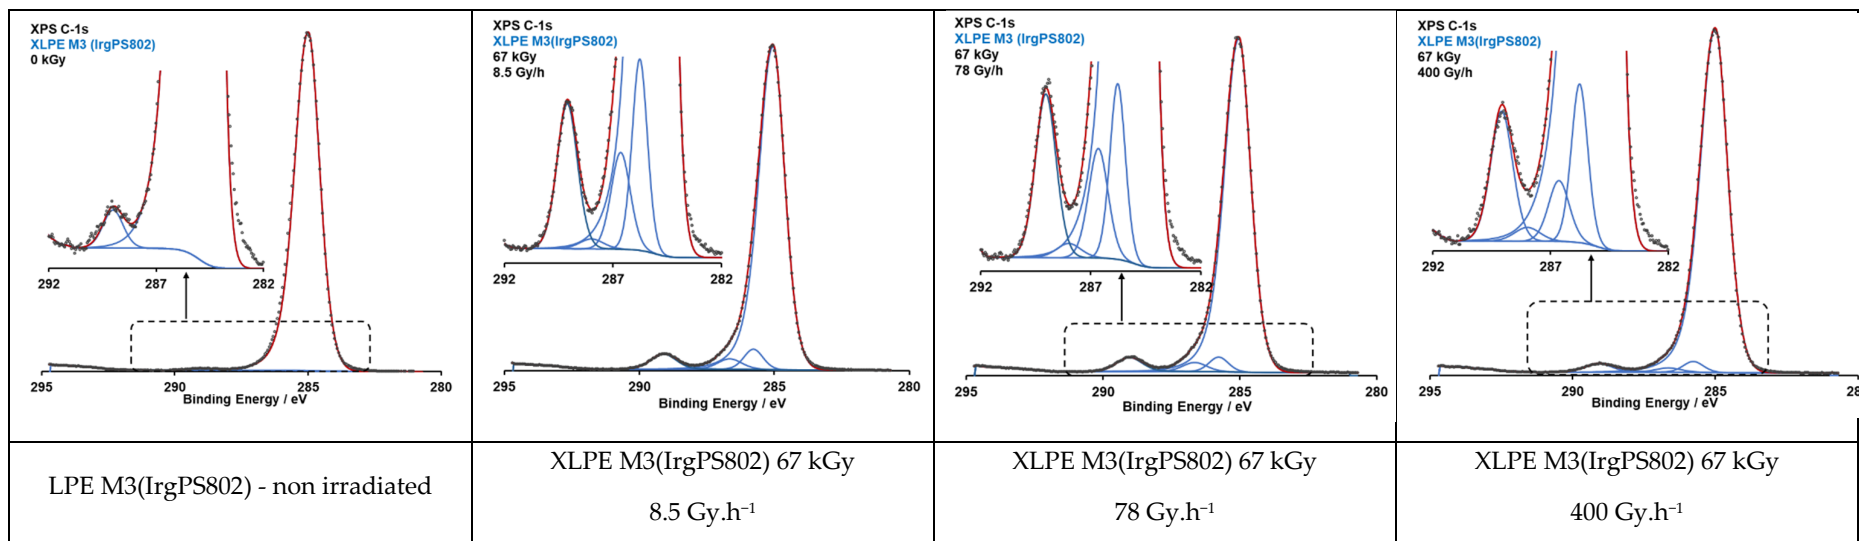 XPS C-1s
XLPE M3 (IrgPS802)
0 kGy
292
287
282
295
290
285
280
Binding Energy / eV
XPS C-1s
XLPE M3(IrgPS802)
67 kGy
8.5 Gy/h
292
287
282
295
290
285
280
Binding Energy / eV
XPS C-1s
XLPE M3 (IrgPS802)
67 kGy
78 Gy/h
292
287
282
295
290
285
280
Binding Energy / eV
XPS C-1s
XLPE M3(IrgPS802)
67 kGy
400 Gy/h
292
287
282
295
290
285
28
Binding Energy / eV
LPE M3(IrgPS802) - non irradiated
XLPE M3(IrgPS802) 67 kGy
8.5 Gy.h⁻¹
XLPE M3(IrgPS802) 67 kGy
78 Gy.h⁻¹
XLPE M3(IrgPS802) 67 kGy
400 Gy.h⁻¹